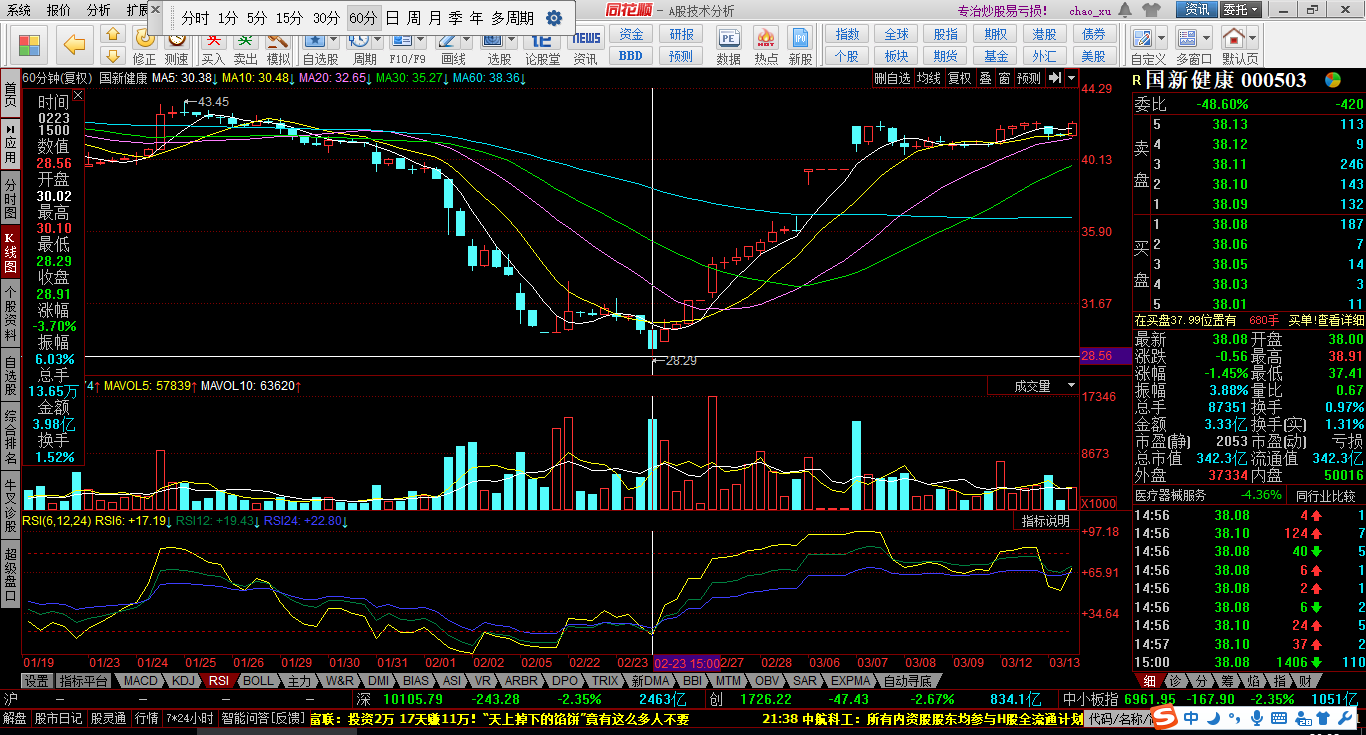 系统 报价 分析 扩展
分时 1分 5分 15分 30分 60分 日 周 月 季 年 多周期
同花顺 - A股技术分析
专治炒股易亏损! chao_xu 资讯 委托
修正 测速 买入 卖出 模拟 自选股 周期 F10/F9 画线 选股 论股堂 资讯
NEWS 资金 研报 BBD 预测
PE HOT IPO 数据 热点 新股
指数 全球 股指 期权 港股 债券
个股 板块 期货 基金 外汇 美股
自定义 多窗口 默认页
60分钟(复权) 国新健康 MA5: 30.38↓ MA10: 30.48↓ MA20: 32.65↓ MA30: 35.27↓ MA60: 38.36↓
删自选 均线 复权 叠 窗 预测
首页
应用
分时图
K线图
个股资料
自选股
综合排名
牛叉诊股
超级盘口
时间
0223
1500
数值
28.56
开盘
30.02
最高
30.10
最低
28.29
收盘
28.91
涨幅
-3.70%
振幅
6.03%
总手
13.65万
金额
3.98亿
换手
1.52%
43.45
28.29
44.29
40.13
35.90
31.67
28.56
74↑ MAVOL5: 57839↑ MAVOL10: 63620↑
成交量
17346
8673
X1000
RSI(6,12,24) RSI6: +17.19↓ RSI12: +19.43↓ RSI24: +22.80↓
指标说明
+97.18
+65.91
+34.64
01/19 01/23 01/24 01/25 01/26 01/29 01/30 01/31 02/01 02/02 02/05 02/22 02/23 02-23 15:00 2/27 02/28 03/06 03/07 03/08 03/09 03/12 03/13
设置 指标平台 MACD KDJ RSI BOLL 主力 W&R DMI BIAS ASI VR ARBR DPO TRIX 新DMA BBI MTM OBV SAR EXPMA 自动寻底
R 国新健康 000503
委比 -48.60% -420
卖盘
5 38.13 113
4 38.12 9
3 38.11 246
2 38.10 143
1 38.09 132
买盘
1 38.08 187
2 38.06 7
3 38.05 14
4 38.03 3
5 38.01 11
在买盘37.99位置有 680手 买单!查看详细
最新 38.08 开盘 38.00
涨跌 -0.56 最高 38.91
涨幅 -1.45% 最低 37.41
振幅 3.88% 量比 0.67
总手 87351 换手 0.97%
金额 3.33亿 换手(实) 1.31%
市盈(静) 2053 市盈(动) 亏损
总市值 342.3亿 流通值 342.3亿
外盘 37334 内盘 50016
医疗器械服务 -4.36% 同行业比较
14:56 38.08 4 1
14:56 38.10 124 7
14:56 38.08 40 5
14:56 38.08 6 1
14:56 38.08 2 1
14:56 38.08 6 2
14:56 38.10 24 5
14:57 38.10 37 2
15:00 38.08 1406 110
细 诊 分 筹 焰 指 财
沪 — — — — 深 10105.79 -243.28 -2.35% 2463亿 创 1726.22 -47.43 -2.67% 834.1亿 中小板指 6961.95 -167.90 -2.35% 1051亿
解盘 股市日记 股灵通 行情 7*24小时 智能问答[反馈] 富联：投资2万 17天赚11万！“天上掉下的馅饼”竟有这么多人不要 21:38 中航科工：所有内资股股东均参与H股全流通计划 代码/名称/
S 中